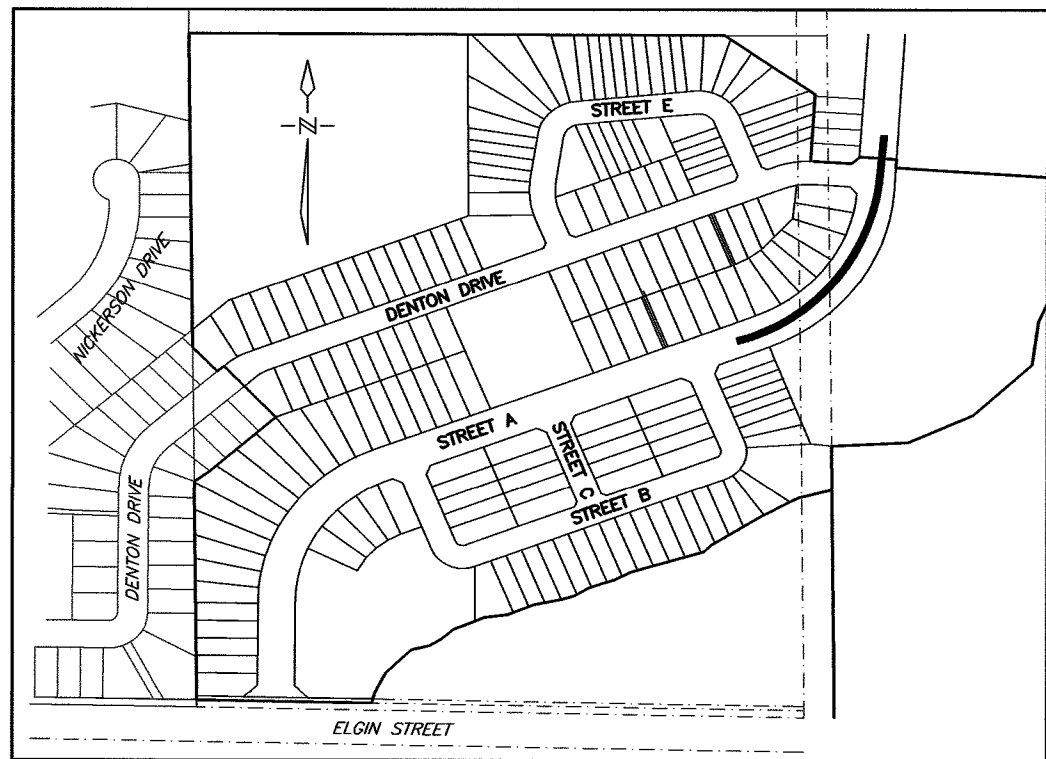 STREET E
N
NICKERSON DRIVE
DENTON DRIVE
STREET A
STREET C
STREET B
DENTON DRIVE
ELGIN STREET